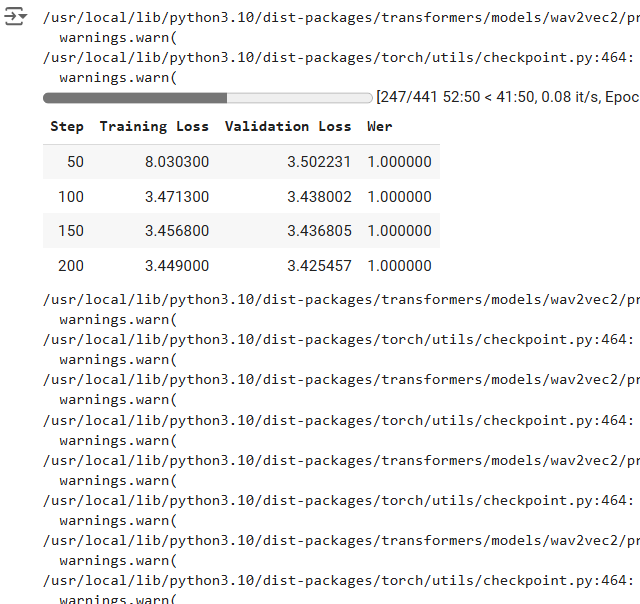 /usr/local/lib/python3.10/dist-packages/transformers/models/wav2vec2/pr
warnings.warn(
/usr/local/lib/python3.10/dist-packages/torch/utils/checkpoint.py:464:
warnings.warn(
[247/441 52:50 < 41:50, 0.08 it/s, Epoc
Step Training Loss Validation Loss Wer
50 8.030300 3.502231 1.000000
100 3.471300 3.438002 1.000000
150 3.456800 3.436805 1.000000
200 3.449000 3.425457 1.000000
/usr/local/lib/python3.10/dist-packages/transformers/models/wav2vec2/pr
warnings.warn(
/usr/local/lib/python3.10/dist-packages/torch/utils/checkpoint.py:464:
warnings.warn(
/usr/local/lib/python3.10/dist-packages/transformers/models/wav2vec2/pr
warnings.warn(
/usr/local/lib/python3.10/dist-packages/torch/utils/checkpoint.py:464:
warnings.warn(
/usr/local/lib/python3.10/dist-packages/transformers/models/wav2vec2/pr
warnings.warn(
/usr/local/lib/python3.10/dist-packages/torch/utils/checkpoint.py:464:
warnings.warn(
/usr/local/lib/python3.10/dist-packages/transformers/models/wav2vec2/pr
warnings.warn(
/usr/local/lib/python3.10/dist-packages/torch/utils/checkpoint.py:464:
warnings.warn(